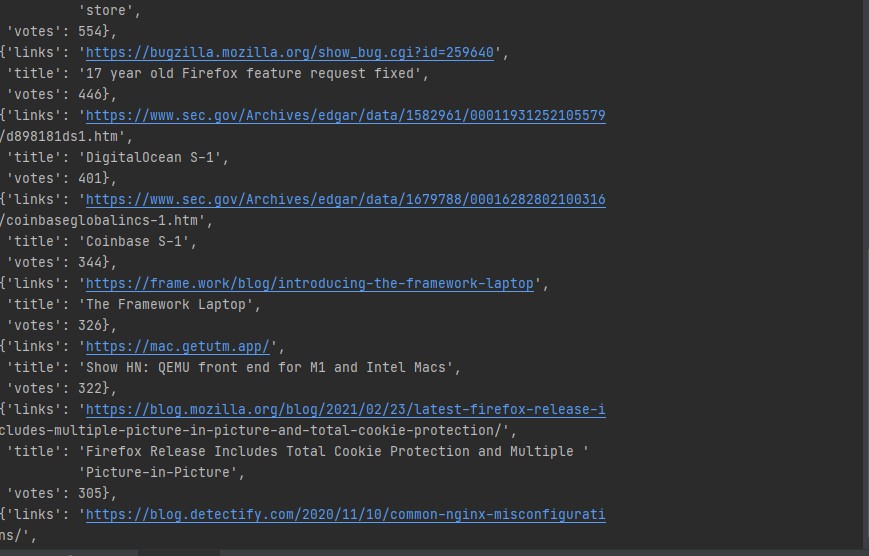 'store',
'votes': 554},
{'links': 'https://bugzilla.mozilla.org/show_bug.cgi?id=259640',
'title': '17 year old Firefox feature request fixed',
'votes': 446},
{'links': 'https://www.sec.gov/Archives/edgar/data/1582961/00011931252105579
/d898181ds1.htm',
'title': 'DigitalOcean S-1',
'votes': 401},
{'links': 'https://www.sec.gov/Archives/edgar/data/1679788/00016282802100316
/coinbaseglobalincs-1.htm',
'title': 'Coinbase S-1',
'votes': 344},
{'links': 'https://frame.work/blog/introducing-the-framework-laptop',
'title': 'The Framework Laptop',
'votes': 326},
{'links': 'https://mac.getutm.app/',
'title': 'Show HN: QEMU front end for M1 and Intel Macs',
'votes': 322},
{'links': 'https://blog.mozilla.org/blog/2021/02/23/latest-firefox-release-i
cludes-multiple-picture-in-picture-and-total-cookie-protection/',
'title': 'Firefox Release Includes Total Cookie Protection and Multiple '
'Picture-in-Picture',
'votes': 305},
{'links': 'https://blog.detectify.com/2020/11/10/common-nginx-misconfigurati
ns/',